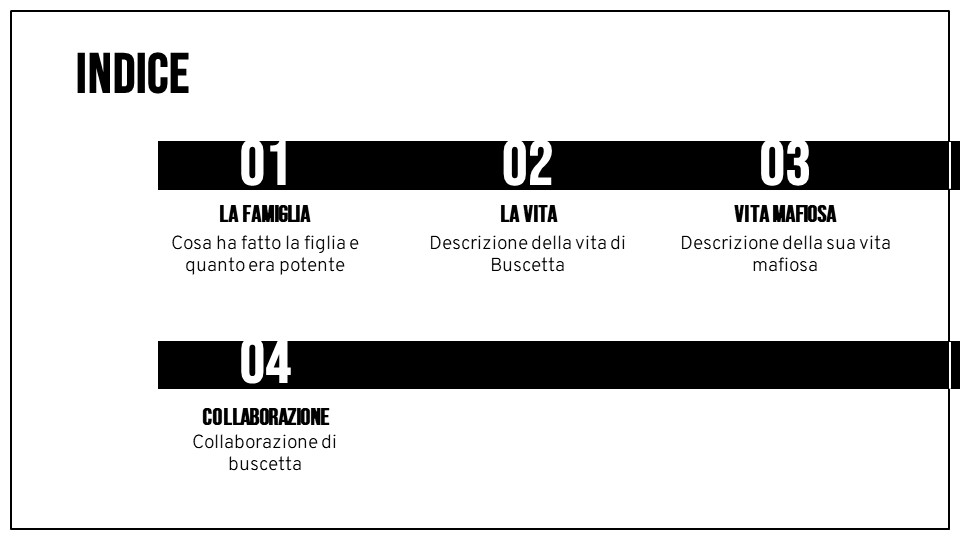 INDICE
01
02
03
LA FAMIGLIA
LA VITA
VITA MAFIOSA
Cosa ha fatto la figlia e
quanto era potente
Descrizione della vita di
Buscetta
Descrizione della sua vita
mafiosa
04
COLLABORAZIONE
Collaborazione di
buscetta